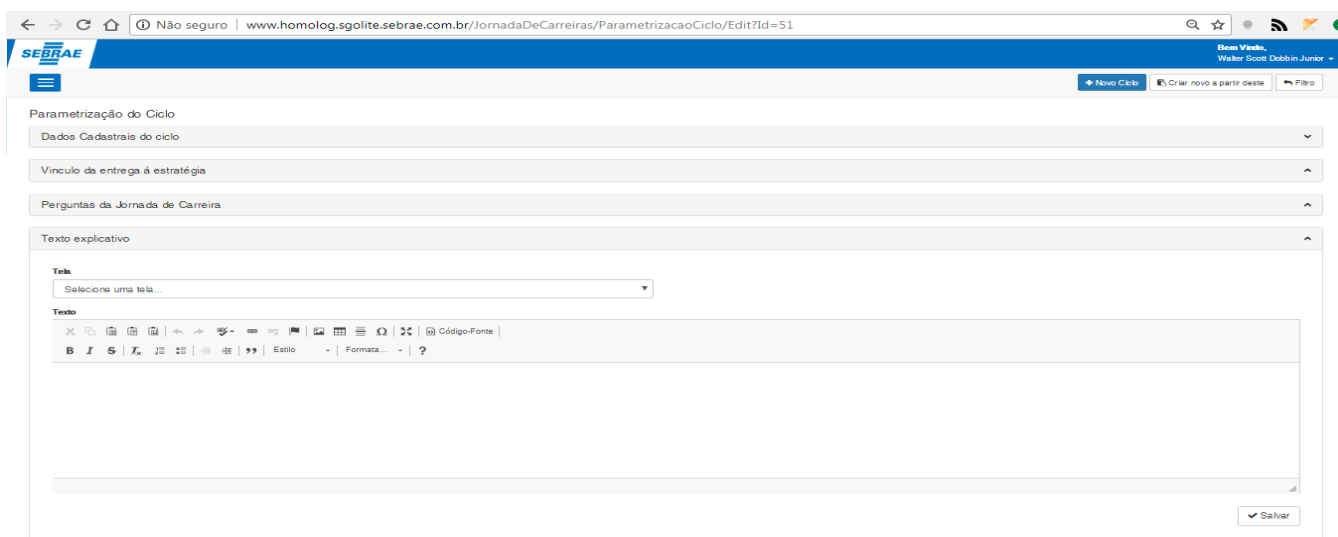 Não seguro | www.homolog.sgolite.sebrae.com.br/JornadaDeCarreiras/ParametrizacaoCiclo/Edit?Id=51
SEBRAE
Bem Vindo,
Walter Scott Dobbin Junior
Novo Ciclo Criar novo a partir deste Filtro
Parametrização do Ciclo
Dados Cadastrais do ciclo
Vinculo da entrega à estratégia
Perguntas da Jornada de Carreira
Texto explicativo
Tela
Selecione uma tela...
Texto
Código-Fonte
B I S Tx Estilo Formata... ?
Salvar